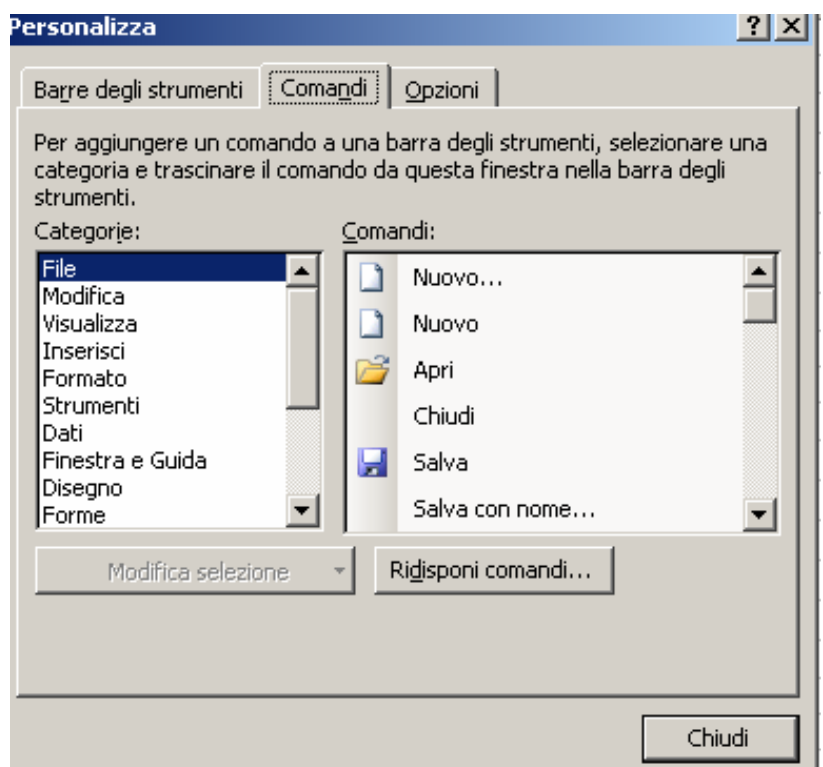 Personalizza
Barre degli strumenti Comandi Opzioni
Per aggiungere un comando a una barra degli strumenti, selezionare una
categoria e trascinare il comando da questa finestra nella barra degli
strumenti.
Categorie:
File
Modifica
Visualizza
Inserisci
Formato
Strumenti
Dati
Finestra e Guida
Disegno
Forme
Comandi:
Nuovo...
Nuovo
Apri
Chiudi
Salva
Salva con nome...
Modifica selezione
Ridisponi comandi...
Chiudi